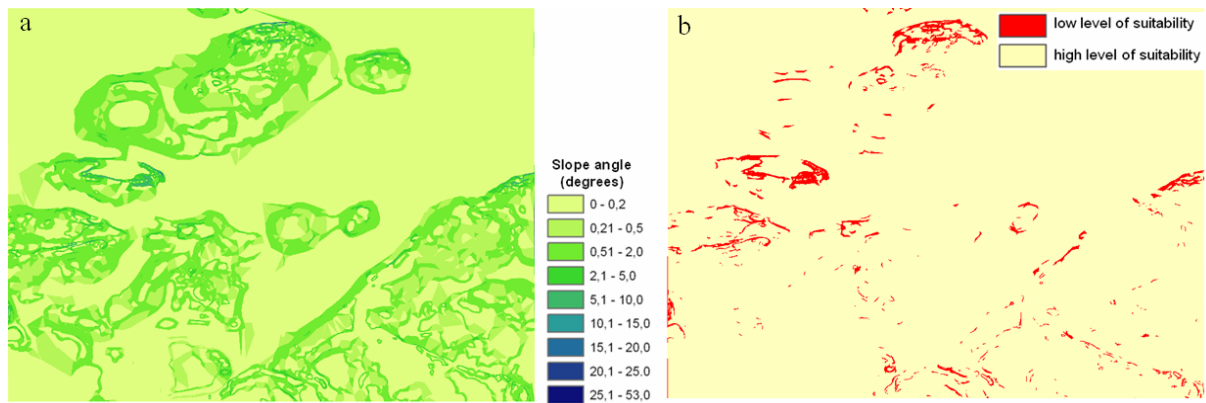 a
Slope angle
(degrees)
0 - 0,2
0,21 - 0,5
0,51 - 2,0
2,1 - 5,0
5,1 - 10,0
10,1 - 15,0
15,1 - 20,0
20,1 - 25.0
25,1 - 53,0
b
low level of suitability
high level of suitability